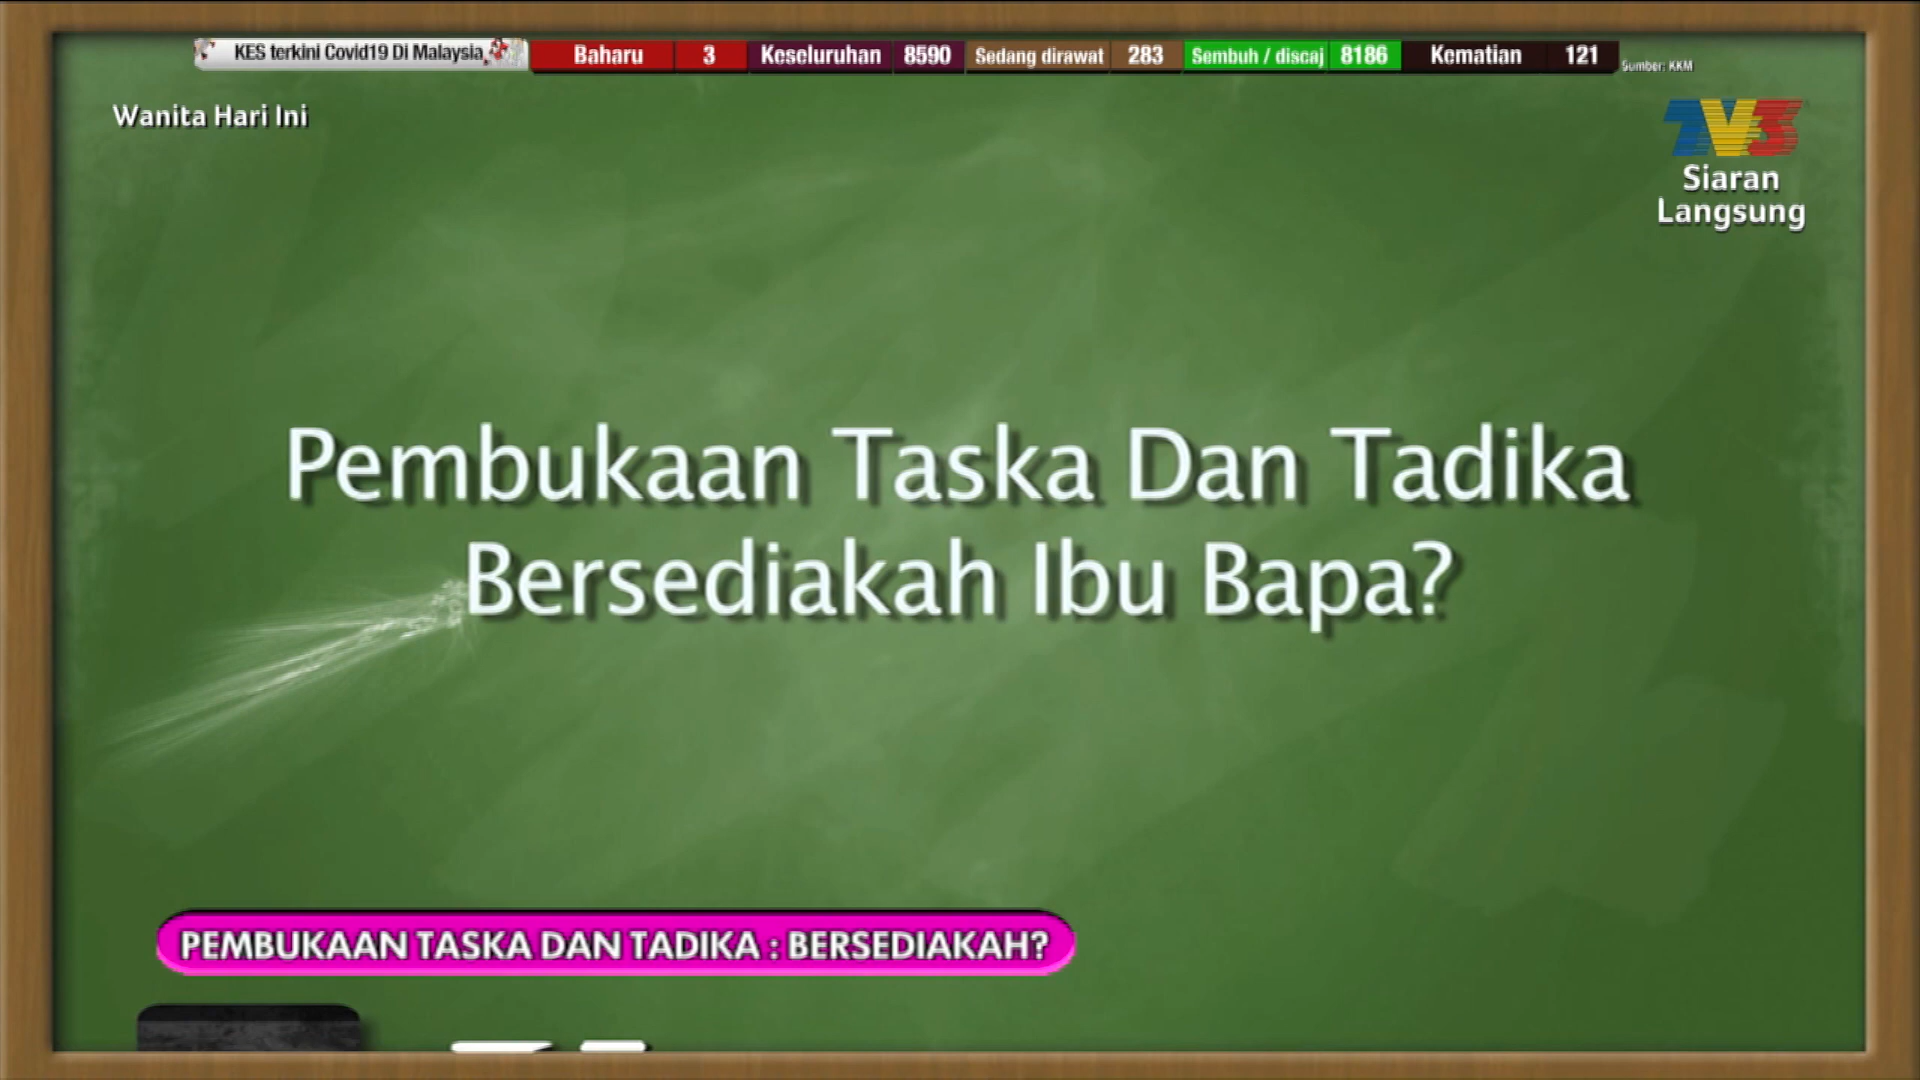 KES terkini Covid19 Di Malaysia Baharu 3 Keseluruhan 8590 Sedang dirawat 283 Sembuh / discaj 8186 Kematian 121 Sumber: KKM
Wanita Hari Ini
TV3
Siaran
Langsung
Pembukaan Taska Dan Tadika
Bersediakah Ibu Bapa?
PEMBUKAAN TASKA DAN TADIKA : BERSEDIAKAH?